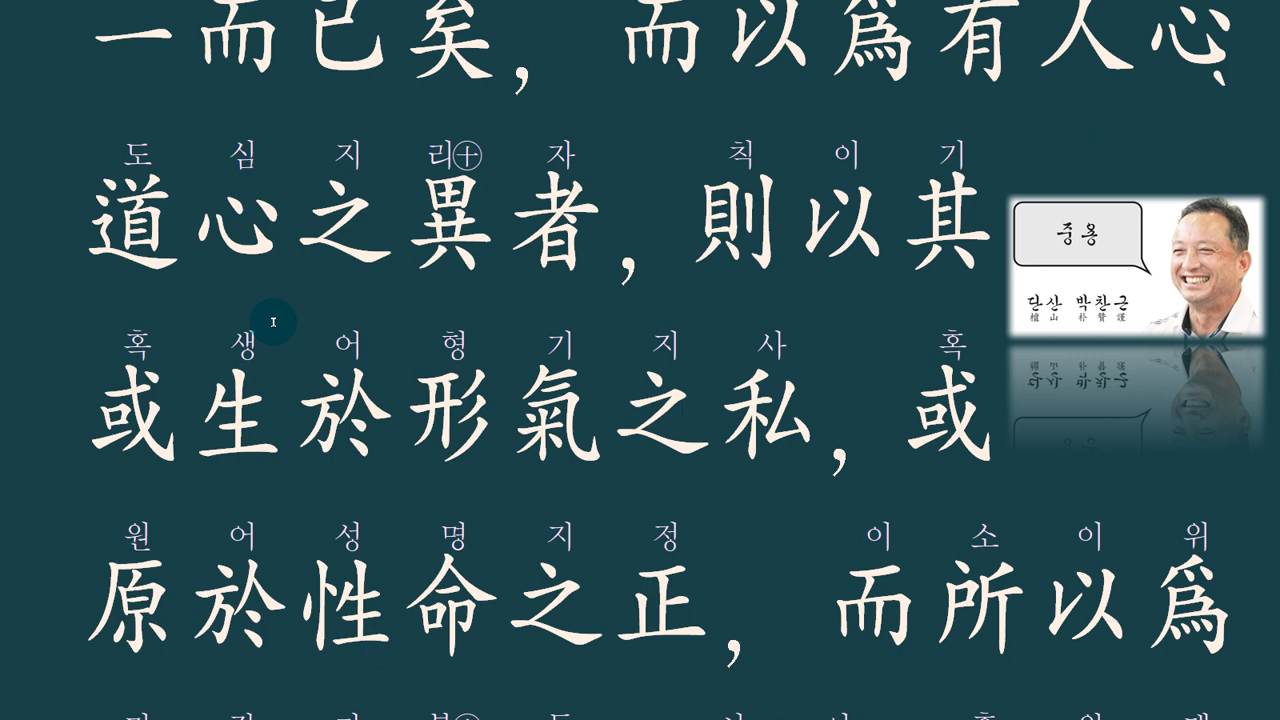 一而已矣, 而以爲有人心,
도 심 지 리㊉ 자 칙 이 기
道心之異者, 則以其
혹 생 어 형 기 지 사 혹
或生於形氣之私, 或
원 어 성 명 지 정 이 소 이 위
原於性命之正, 而所以爲
중용
단산 박찬근
檀山 朴贊謹